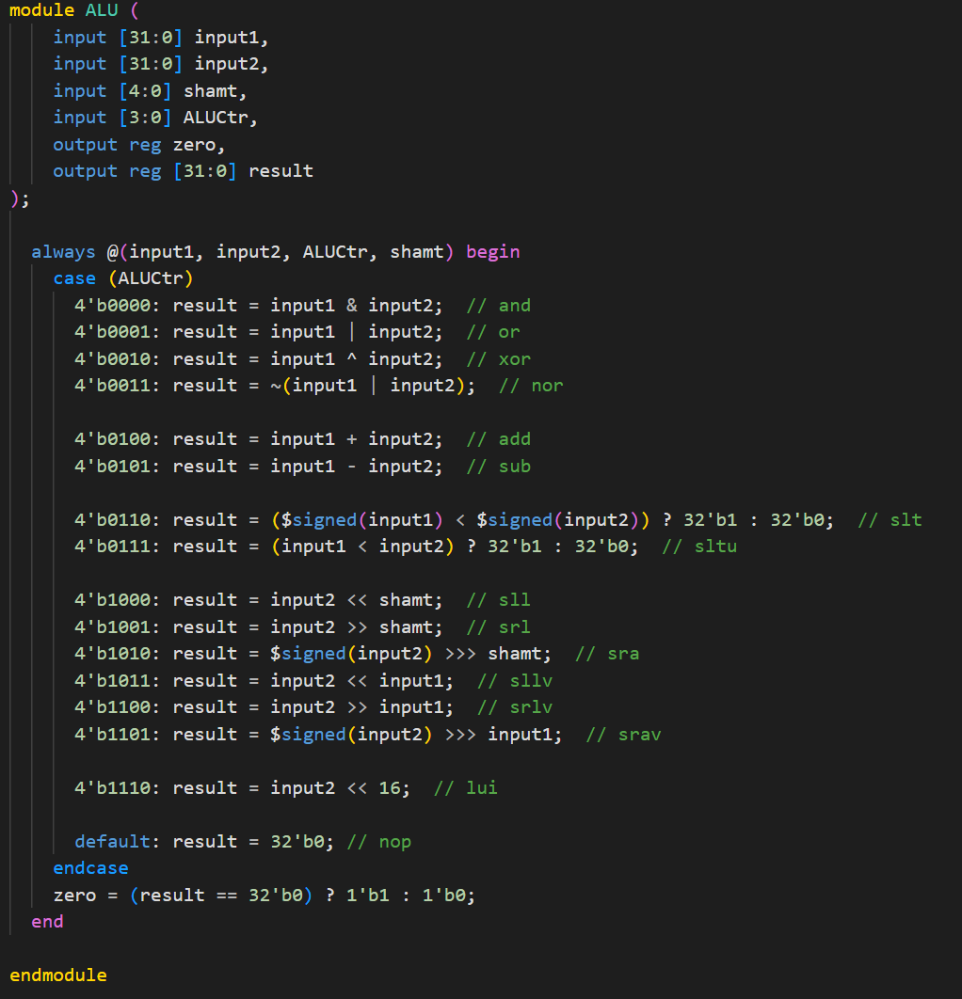 module ALU (
    input [31:0] input1,
    input [31:0] input2,
    input [4:0] shamt,
    input [3:0] ALUCtr,
    output reg zero,
    output reg [31:0] result
);
  always @(input1, input2, ALUCtr, shamt) begin
    case (ALUCtr)
      4'b0000: result = input1 & input2;  // and
      4'b0001: result = input1 | input2;  // or
      4'b0010: result = input1 ^ input2;  // xor
      4'b0011: result = ~(input1 | input2);  // nor
      4'b0100: result = input1 + input2;  // add
      4'b0101: result = input1 - input2;  // sub
      4'b0110: result = ($signed(input1) < $signed(input2)) ? 32'b1 : 32'b0;  // slt
      4'b0111: result = (input1 < input2) ? 32'b1 : 32'b0;  // sltu
      4'b1000: result = input2 << shamt;  // sll
      4'b1001: result = input2 >> shamt;  // srl
      4'b1010: result = $signed(input2) >>> shamt;  // sra
      4'b1011: result = input2 << input1;  // sllv
      4'b1100: result = input2 >> input1;  // srlv
      4'b1101: result = $signed(input2) >>> input1;  // srav
      4'b1110: result = input2 << 16;  // lui
      default: result = 32'b0; // nop
    endcase
    zero = (result == 32'b0) ? 1'b1 : 1'b0;
  end
endmodule